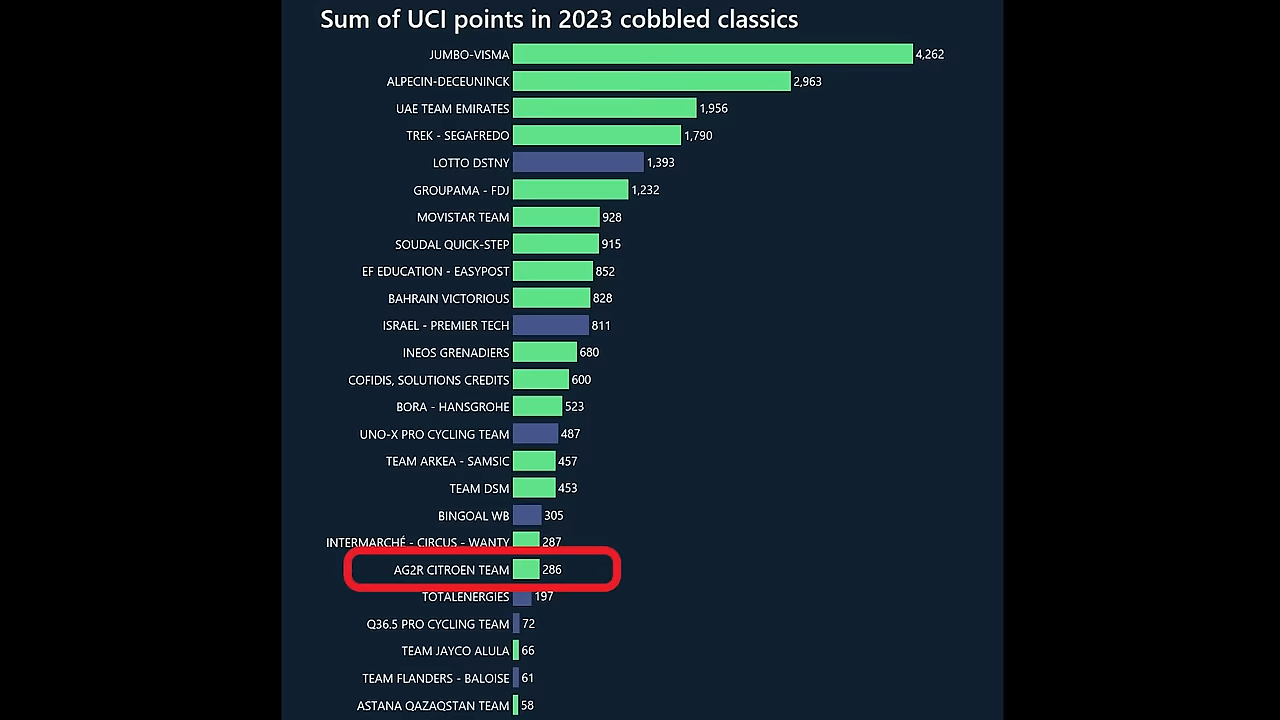 Sum of UCI points in 2023 cobbled classics
JUMBO-VISMA 4,262
ALPECIN-DECEUNINCK 2,963
UAE TEAM EMIRATES 1,956
TREK - SEGAFREDO 1,790
LOTTO DSTNY 1,393
GROUPAMA - FDJ 1,232
MOVISTAR TEAM 928
SOUDAL QUICK-STEP 915
EF EDUCATION - EASYPOST 852
BAHRAIN VICTORIOUS 828
ISRAEL - PREMIER TECH 811
INEOS GRENADIERS 680
COFIDIS, SOLUTIONS CREDITS 600
BORA - HANSGROHE 523
UNO-X PRO CYCLING TEAM 487
TEAM ARKEA - SAMSIC 457
TEAM DSM 453
BINGOAL WB 305
INTERMARCHÉ - CIRCUS - WANTY 287
AG2R CITROEN TEAM 286
TOTALENERGIES 197
Q36.5 PRO CYCLING TEAM 72
TEAM JAYCO ALULA 66
TEAM FLANDERS - BALOISE 61
ASTANA QAZAQSTAN TEAM 58